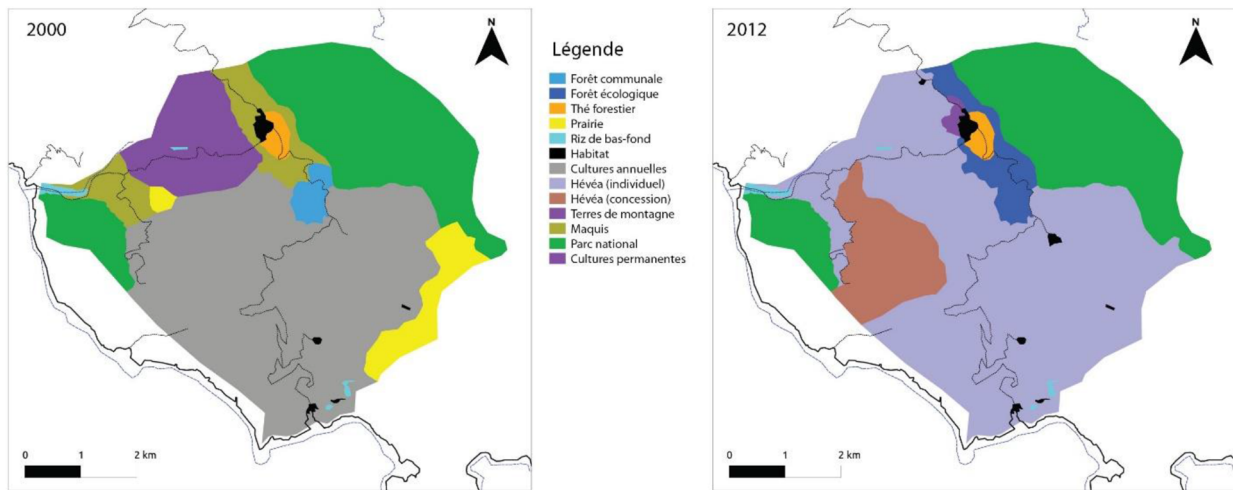 2000
N
0 1 2 km
Légende
Forêt communale
Forêt écologique
Thé forestier
Prairie
Riz de bas-fond
Habitat
Cultures annuelles
Hévéa (individuel)
Hévéa (concession)
Terres de montagne
Maquis
Parc national
Cultures permanentes
2012
N
0 1 2 km